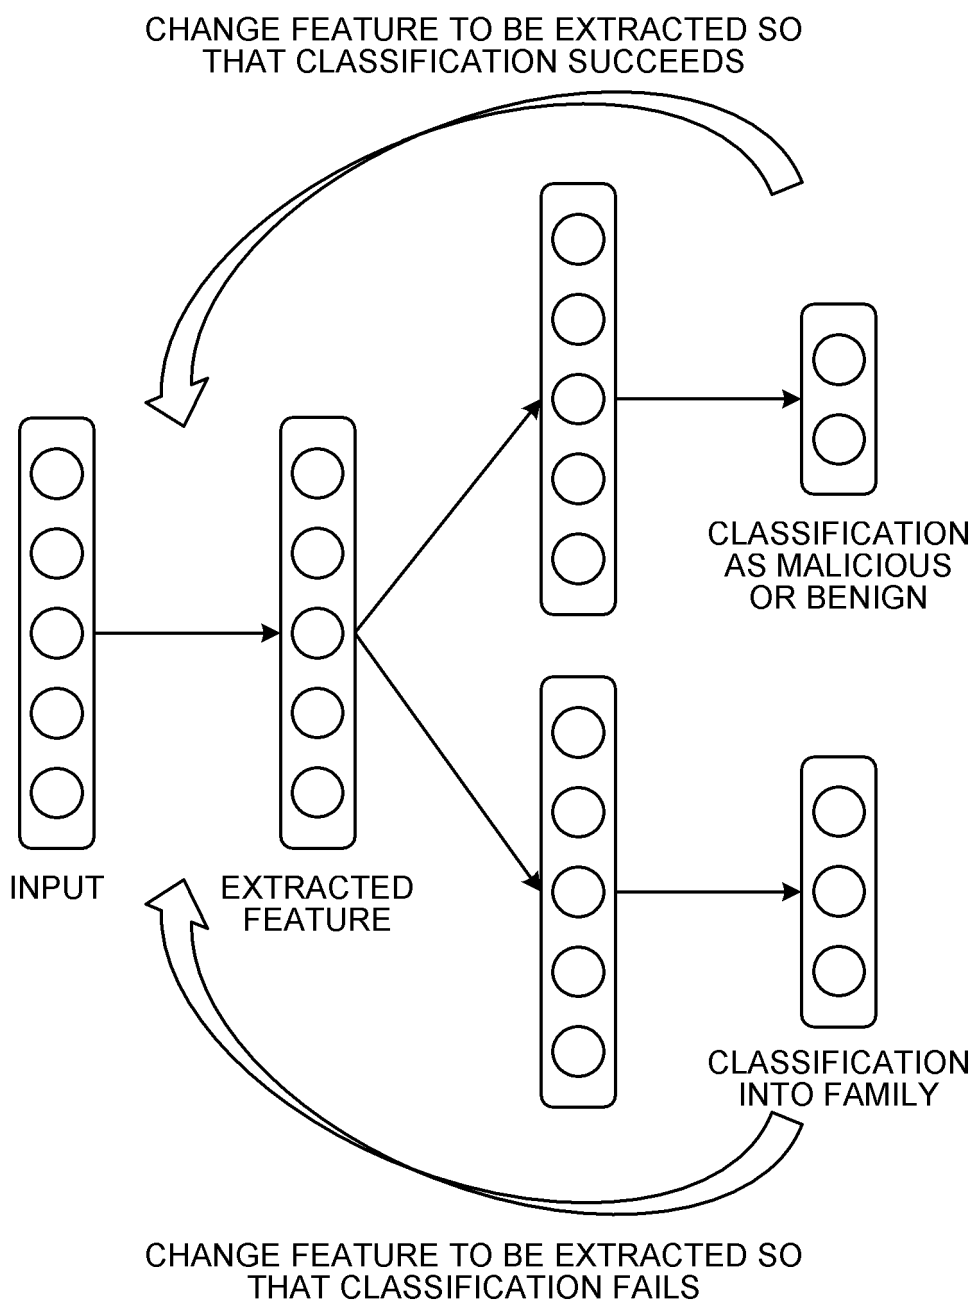 CHANGE FEATURE TO BE EXTRACTED SO
THAT CLASSIFICATION SUCCEEDS
CLASSIFICATION
AS MALICIOUS
OR BENIGN
INPUT
EXTRACTED
FEATURE
CLASSIFICATION
INTO FAMILY
CHANGE FEATURE TO BE EXTRACTED SO
THAT CLASSIFICATION FAILS